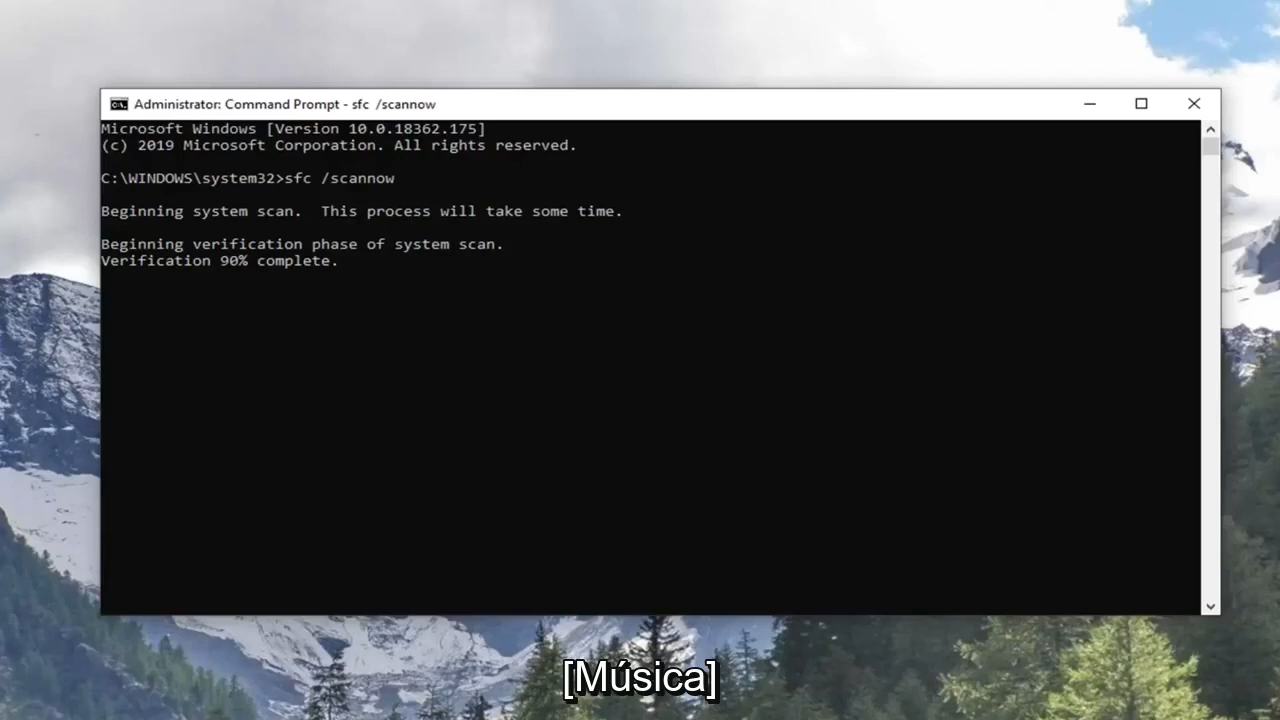 Administrator: Command Prompt - sfc  /scannow
Microsoft Windows [Version 10.0.18362.175]
(c) 2019 Microsoft Corporation. All rights reserved.
C:\WINDOWS\system32>sfc /scannow
Beginning system scan.  This process will take some time.
Beginning verification phase of system scan.
Verification 90% complete.
[Música]